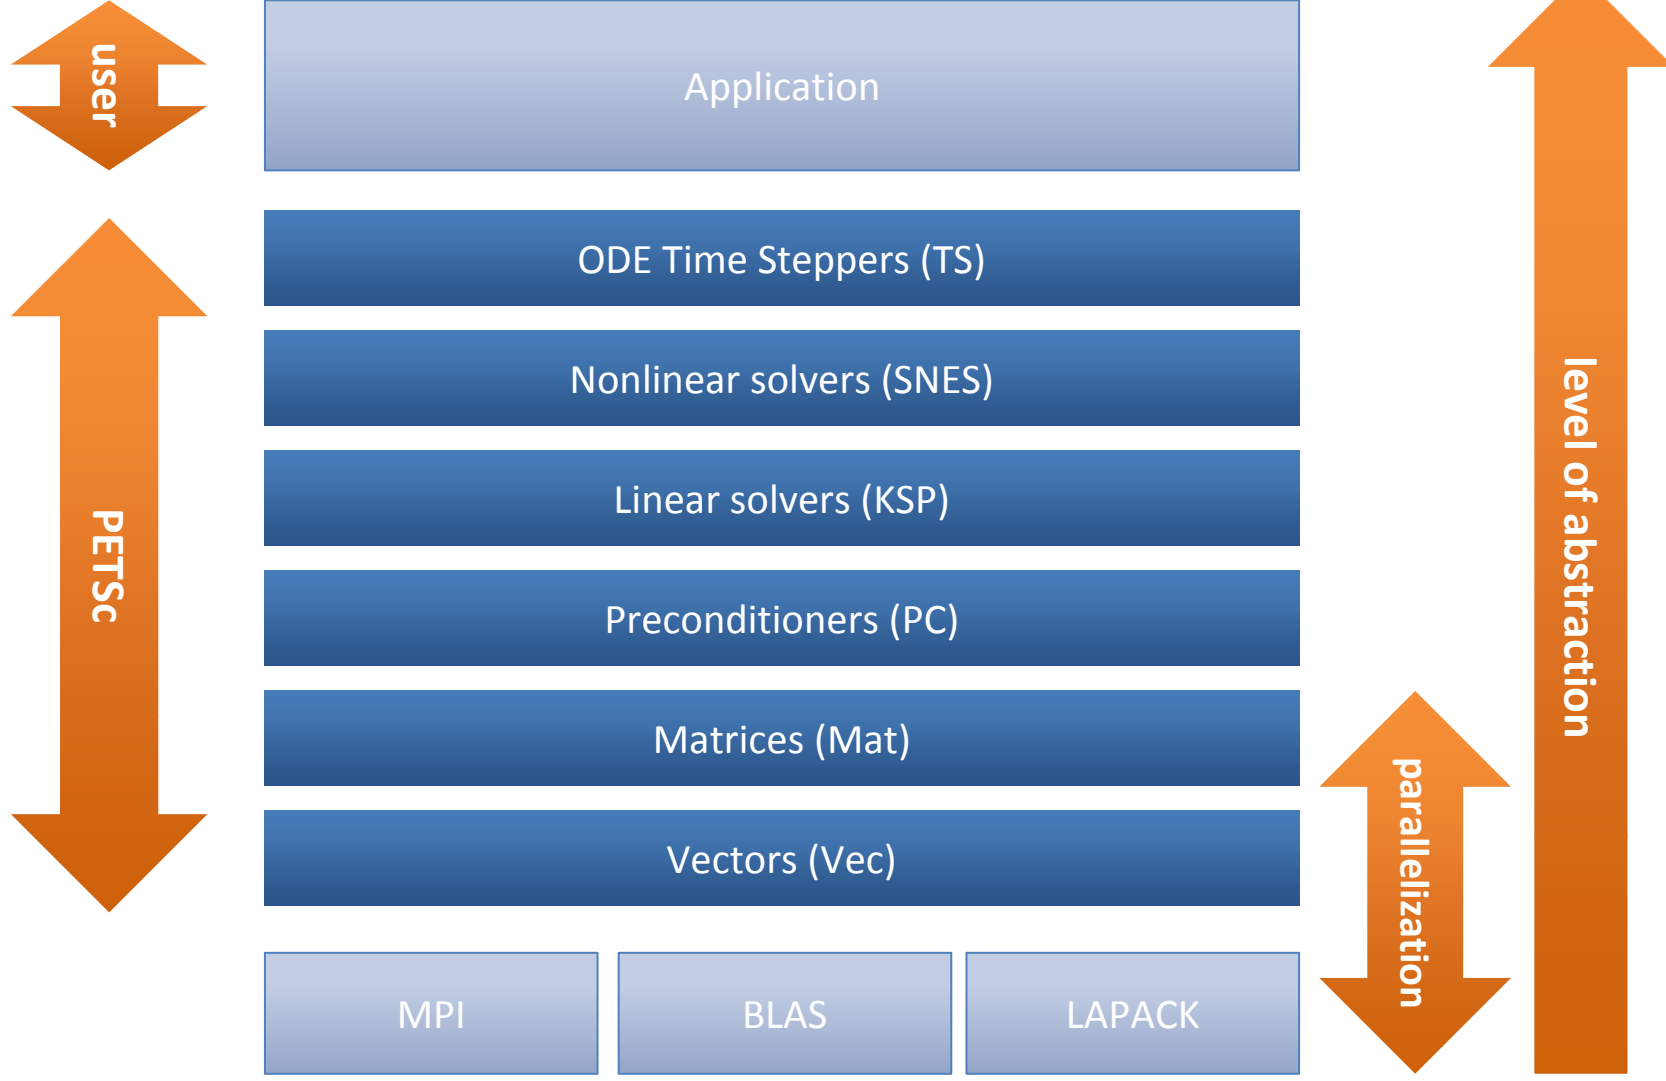 user
Application
ODE Time Steppers (TS)
Nonlinear solvers (SNES)
Linear solvers (KSP)
Preconditioners (PC)
Matrices (Mat)
Vectors (Vec)
PETSc
MPI
BLAS
LAPACK
parallelization
level of abstraction